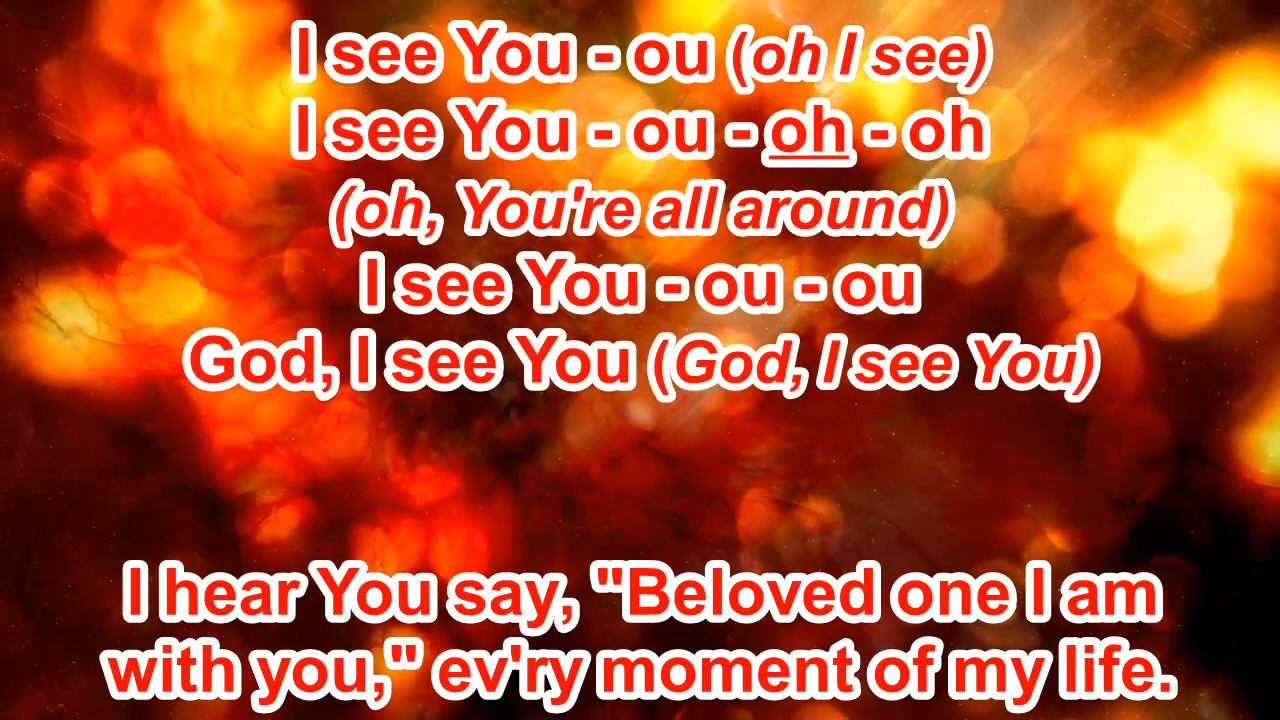 I see You - ou (oh I see)
I see You - ou - oh - oh
(oh, You're all around)
I see You - ou - ou
God, I see You (God, I see You)
I hear You say, "Beloved one I am
with you," ev'ry moment of my life.